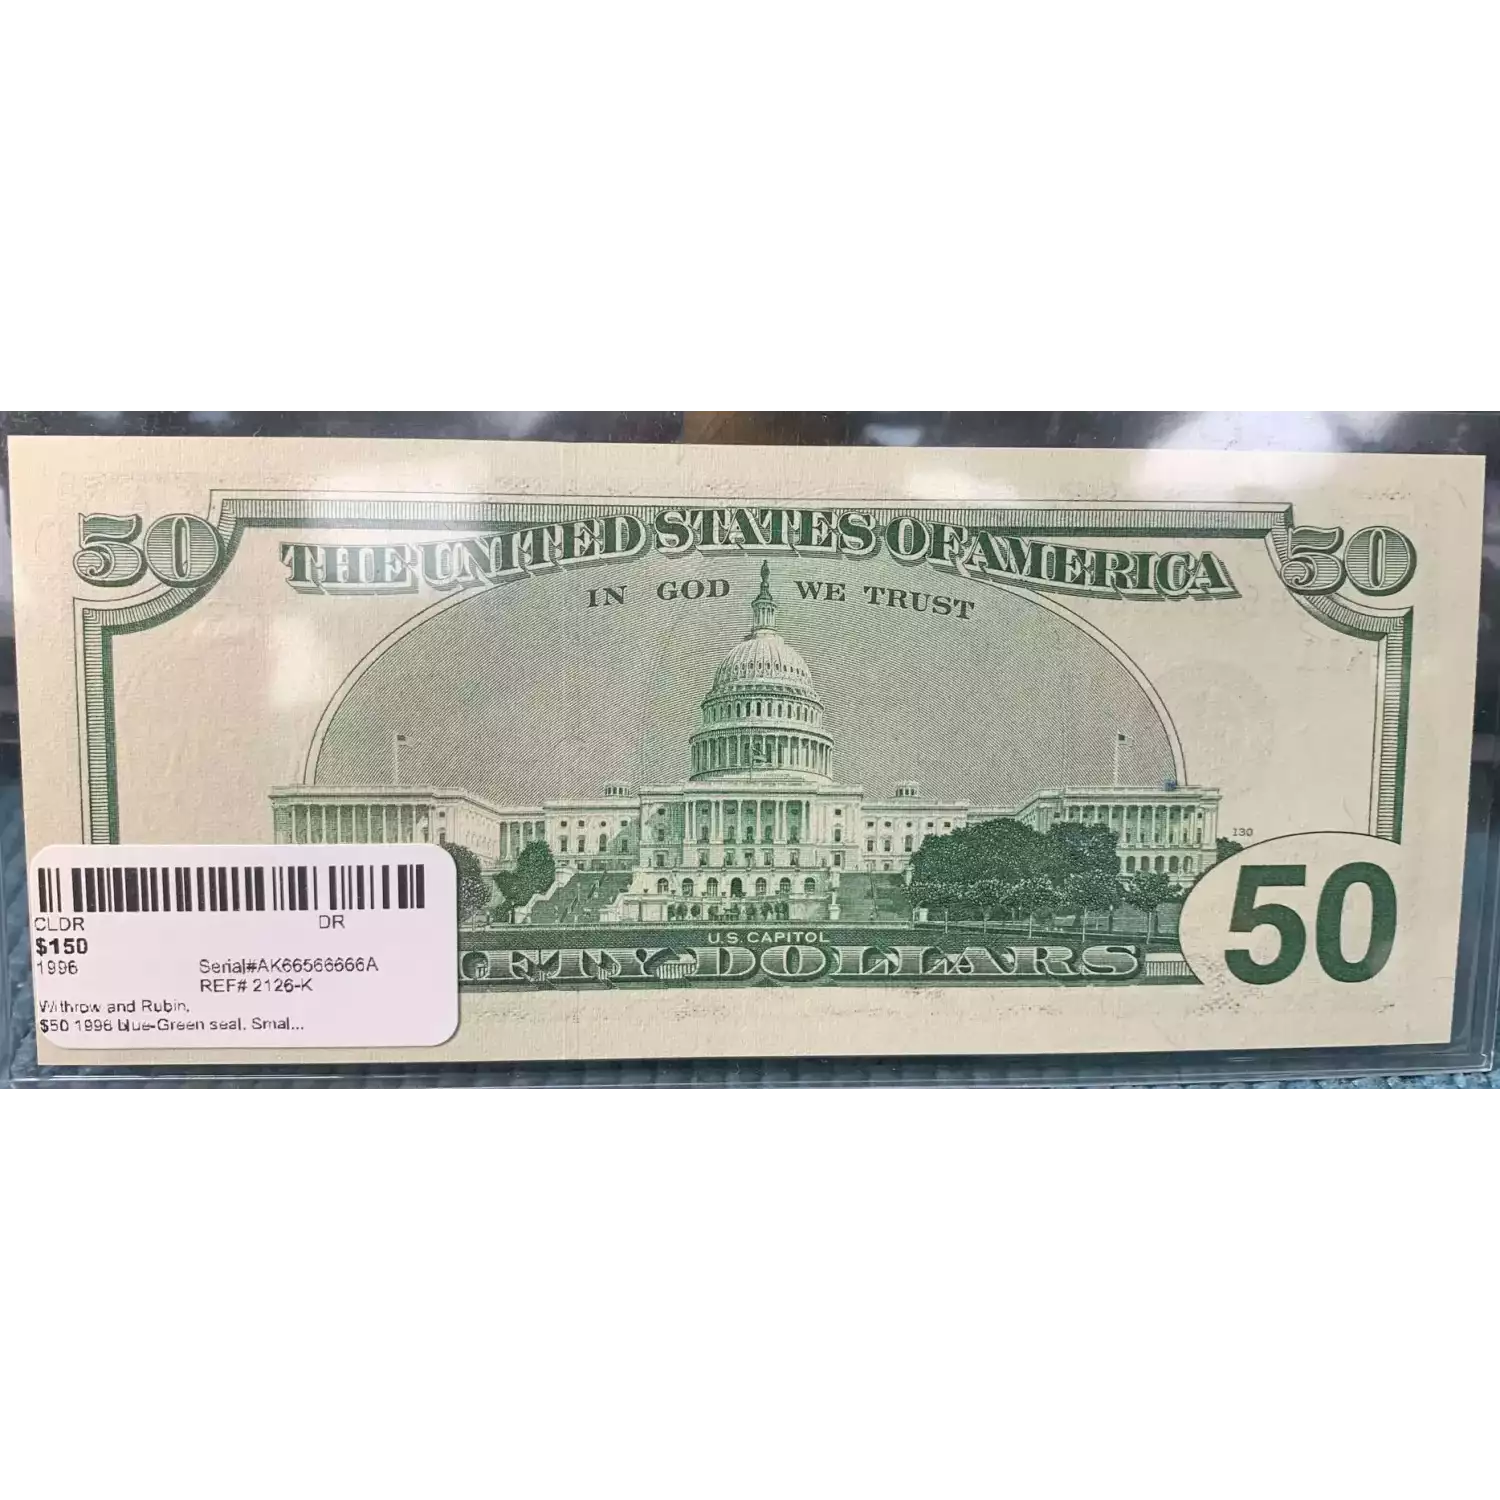 50 THE UNITED STATES OF AMERICA 50
IN GOD WE TRUST
130
50
U.S. CAPITOL
FTY DOLLARS
CLDR DR
$150
1996 Serial#AK66566666A
REF# 2126-K
Withrow and Rubin,
$50 1996 blue-Green seal. Smal...